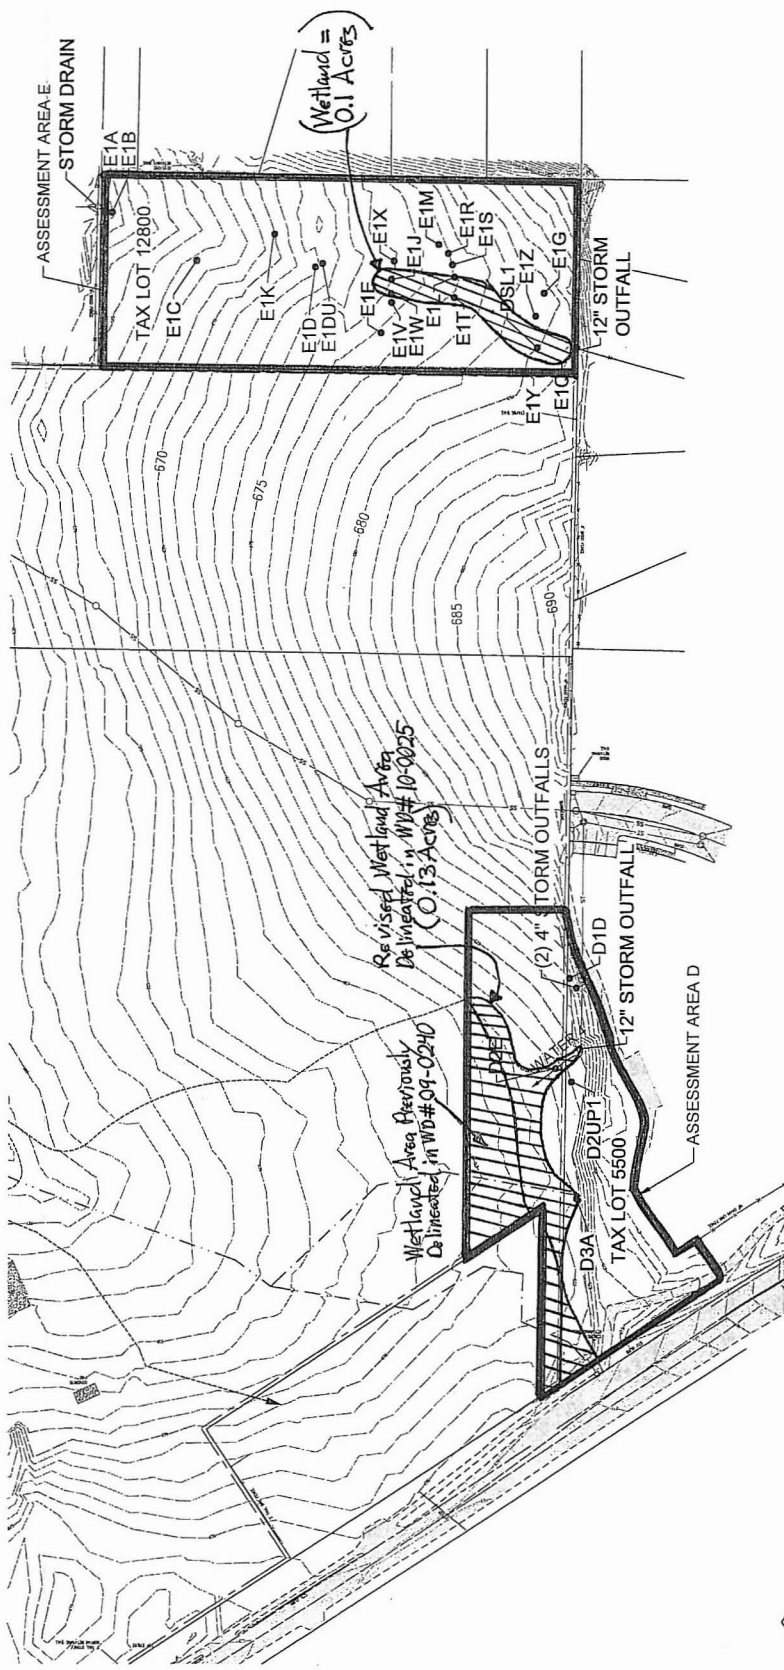 ASSESSMENT AREA-E
STORM DRAIN
E1A
E1B
TAX LOT 12800
E1C
E1K
E1D
E1DU
(Wetland =
0.1 Acres)
E1X
E1J
E1M
E1R
E1S
E1E
E1V
E1W
E1T
DSL1
E1Z
E1G
E1Y
12" STORM
OUTFALL
670
675
680
685
690
Revised Wetland Area
Delineated in WD# 10-0025
(0.13 Acres)
Wetland Area Previously
Delineated in WD#09-0240
(2) 4" STORM OUTFALLS
D1D
12" STORM OUTFALL
D2UP1
D3A
TAX LOT 5500
ASSESSMENT AREA D